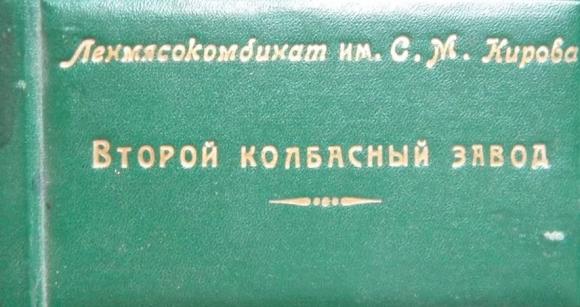 Ленмясокомбинат им. С. М. Кирова
Второй колбасный завод